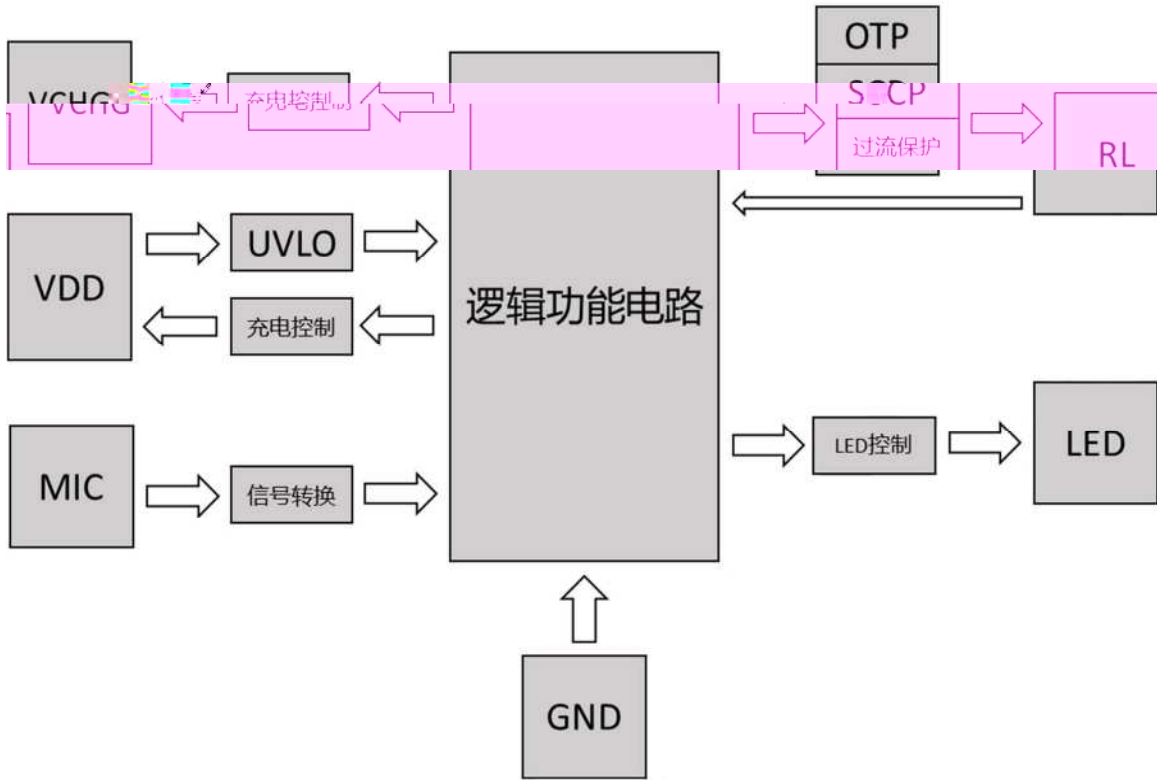 OTP
VCHG
充电控制
SCP
过流保护
RL
VDD
UVLO
充电控制
逻辑功能电路
MIC
信号转换
LED控制
LED
GND